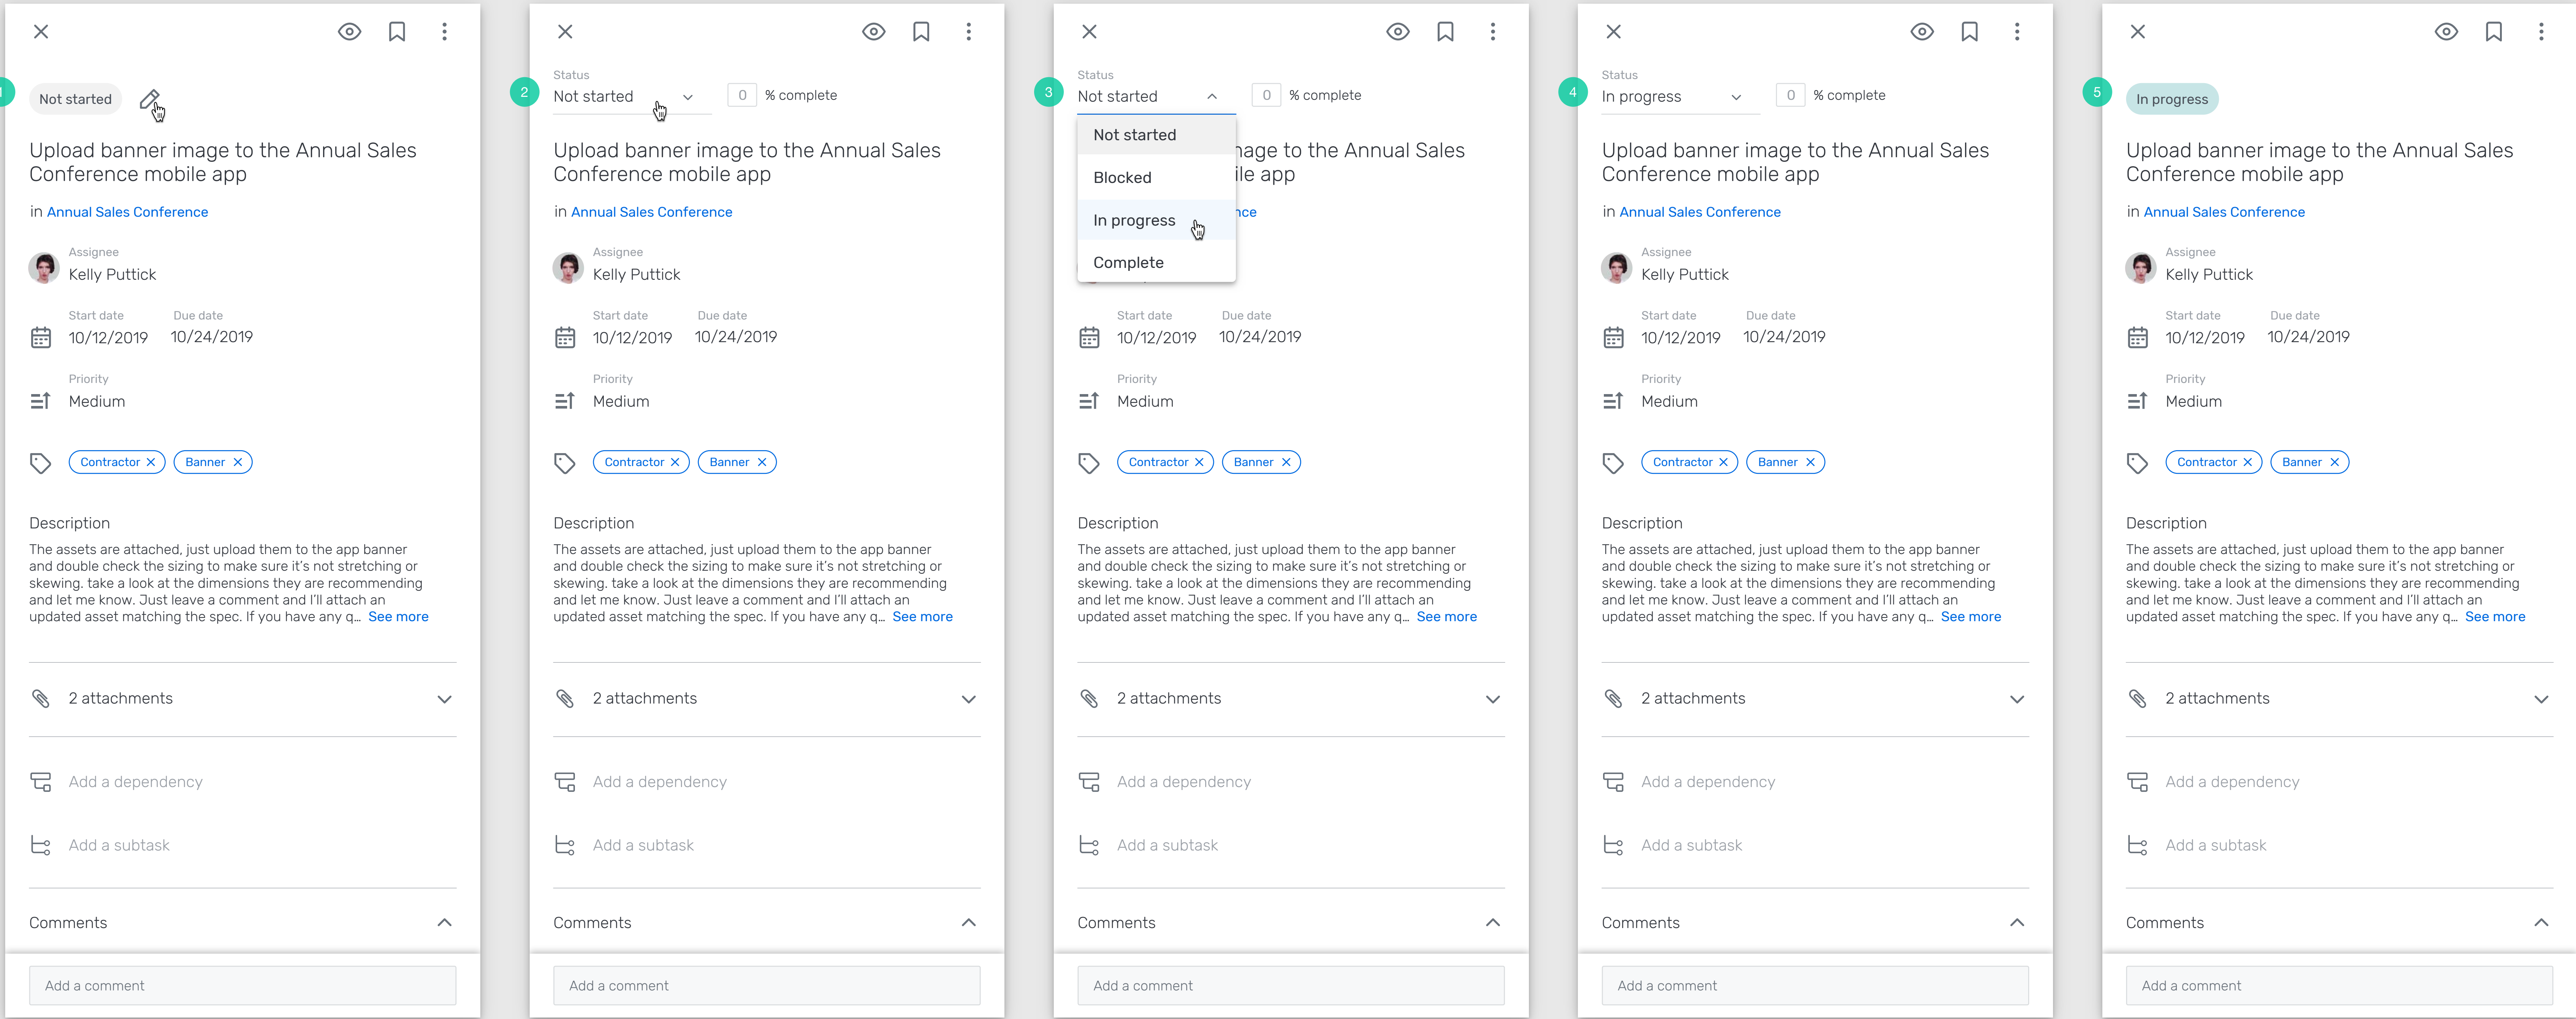 1
Not started
Upload banner image to the Annual Sales
Conference mobile app
in Annual Sales Conference
Assignee
Kelly Puttick
Start date
Due date
10/12/2019
10/24/2019
Priority
Medium
Contractor
Banner
Description
The assets are attached, just upload them to the app banner
and double check the sizing to make sure it's not stretching or
skewing. take a look at the dimensions they are recommending
and let me know. Just leave a comment and I'll attach an
updated asset matching the spec. If you have any q... See more
2 attachments
Add a dependency
Add a subtask
Comments
Add a comment
2
Status
Not started
0 % complete
Upload banner image to the Annual Sales
Conference mobile app
in Annual Sales Conference
Assignee
Kelly Puttick
Start date
Due date
10/12/2019
10/24/2019
Priority
Medium
Contractor
Banner
Description
The assets are attached, just upload them to the app banner
and double check the sizing to make sure it's not stretching or
skewing. take a look at the dimensions they are recommending
and let me know. Just leave a comment and I'll attach an
updated asset matching the spec. If you have any q... See more
2 attachments
Add a dependency
Add a subtask
Comments
Add a comment
3
Status
Not started
0 % complete
Not started
Blocked
In progress
Complete
to the Annual Sales
app
Start date
Due date
10/12/2019
10/24/2019
Priority
Medium
Contractor
Banner
Description
The assets are attached, just upload them to the app banner
and double check the sizing to make sure it's not stretching or
skewing. take a look at the dimensions they are recommending
and let me know. Just leave a comment and I'll attach an
updated asset matching the spec. If you have any q... See more
2 attachments
Add a dependency
Add a subtask
Comments
Add a comment
4
Status
In progress
0 % complete
Upload banner image to the Annual Sales
Conference mobile app
in Annual Sales Conference
Assignee
Kelly Puttick
Start date
Due date
10/12/2019
10/24/2019
Priority
Medium
Contractor
Banner
Description
The assets are attached, just upload them to the app banner
and double check the sizing to make sure it's not stretching or
skewing. take a look at the dimensions they are recommending
and let me know. Just leave a comment and I'll attach an
updated asset matching the spec. If you have any q... See more
2 attachments
Add a dependency
Add a subtask
Comments
Add a comment
5
In progress
Upload banner image to the Annual Sales
Conference mobile app
in Annual Sales Conference
Assignee
Kelly Puttick
Start date
Due date
10/12/2019
10/24/2019
Priority
Medium
Contractor
Banner
Description
The assets are attached, just upload them to the app banner
and double check the sizing to make sure it's not stretching or
skewing. take a look at the dimensions they are recommending
and let me know. Just leave a comment and I'll attach an
updated asset matching the spec. If you have any q... See more
2 attachments
Add a dependency
Add a subtask
Comments
Add a comment